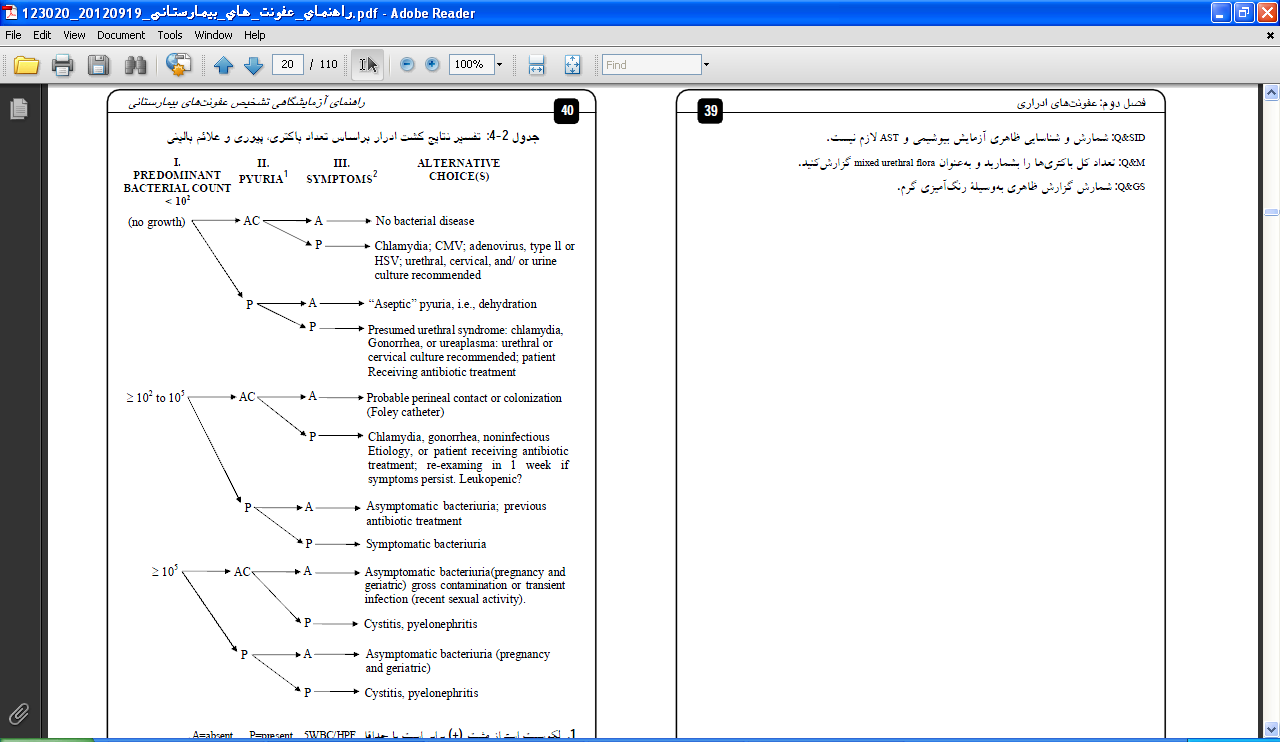 123020_20120919_راهنماي_عفونت_هاي_بيمارستاني.pdf - Adobe Reader
File Edit View Document Tools Window Help
20 / 110 100% Find
راهنمای آزمایشگاهی تشخیص عفونت‌های بیمارستانی
40
جدول 2-4: تفسیر نتایج کشت ادرار براساس تعداد باکتری، پیوری و علائم بالینی
I. II. III. ALTERNATIVE
PREDOMINANT PYURIA1 SYMPTOMS2 CHOICE(S)
BACTERIAL COUNT
< 10²
(no growth) AC A No bacterial disease
P Chlamydia; CMV; adenovirus, type ll or
HSV; urethral, cervical, and/ or urine
culture recommended
P A “Aseptic” pyuria, i.e., dehydration
P Presumed urethral syndrome: chlamydia,
Gonorrhea, or ureaplasma: urethral or
cervical culture recommended; patient
Receiving antibiotic treatment
≥ 10² to 10⁵ AC A Probable perineal contact or colonization
(Foley catheter)
P Chlamydia, gonorrhea, noninfectious
Etiology, or patient receiving antibiotic
treatment; re-examing in 1 week if
symptoms persist. Leukopenic?
P A Asymptomatic bacteriuria; previous
antibiotic treatment
P Symptomatic bacteriuria
≥ 10⁵ AC A Asymptomatic bacteriuria(pregnancy and
geriatric) gross contamination or transient
infection (recent sexual activity).
P Cystitis, pyelonephritis
P A Asymptomatic bacteriuria (pregnancy
and geriatric)
P Cystitis, pyelonephritis
A=absent P=present 5WBC/HPF
39
فصل دوم: عفونت‌های ادراری
Q&SID: شمارش و شناسایی ظاهری آزمایش بیوشیمی و AST لازم نیست.
Q&M: تعداد کل باکتری‌ها را بشمارید و به‌عنوان mixed urethral flora گزارش‌کنید.
Q&GS: شمارش گزارش ظاهری به‌وسیلۀ رنگ‌آمیزی گرم.